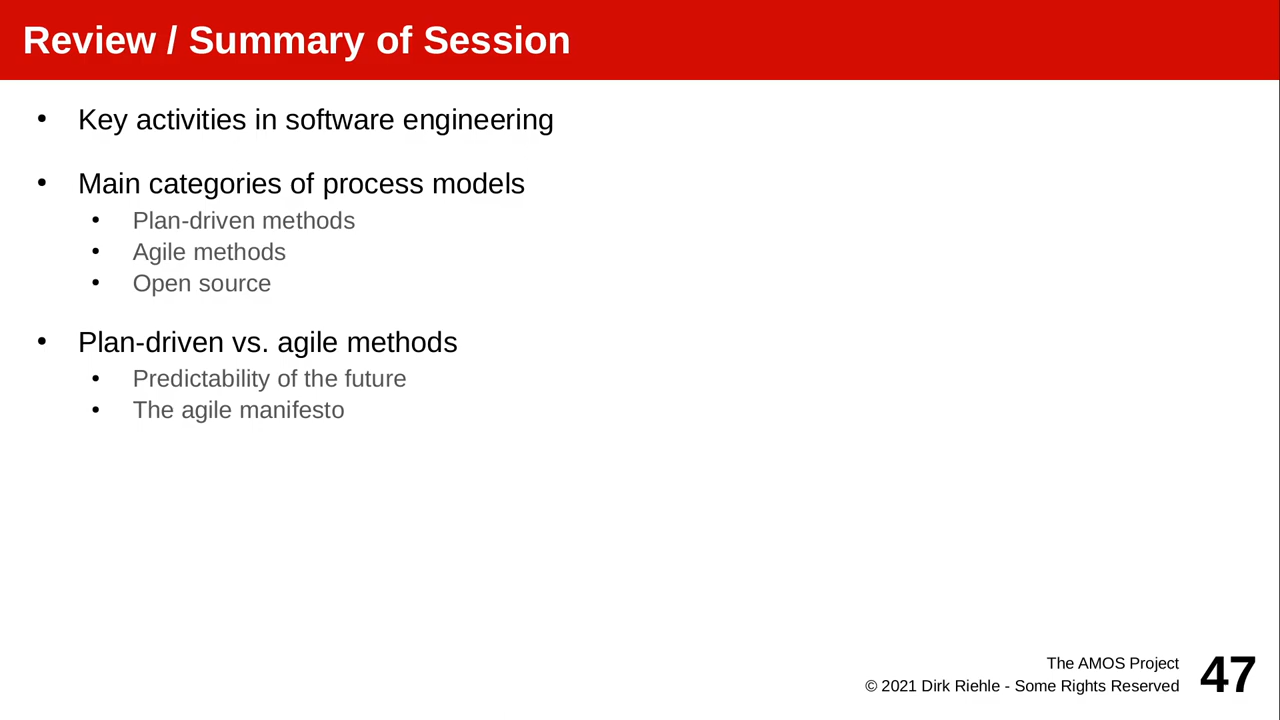 Review / Summary of Session
• Key activities in software engineering
• Main categories of process models
• Plan-driven methods
• Agile methods
• Open source
• Plan-driven vs. agile methods
• Predictability of the future
• The agile manifesto
The AMOS Project
© 2021 Dirk Riehle - Some Rights Reserved
47